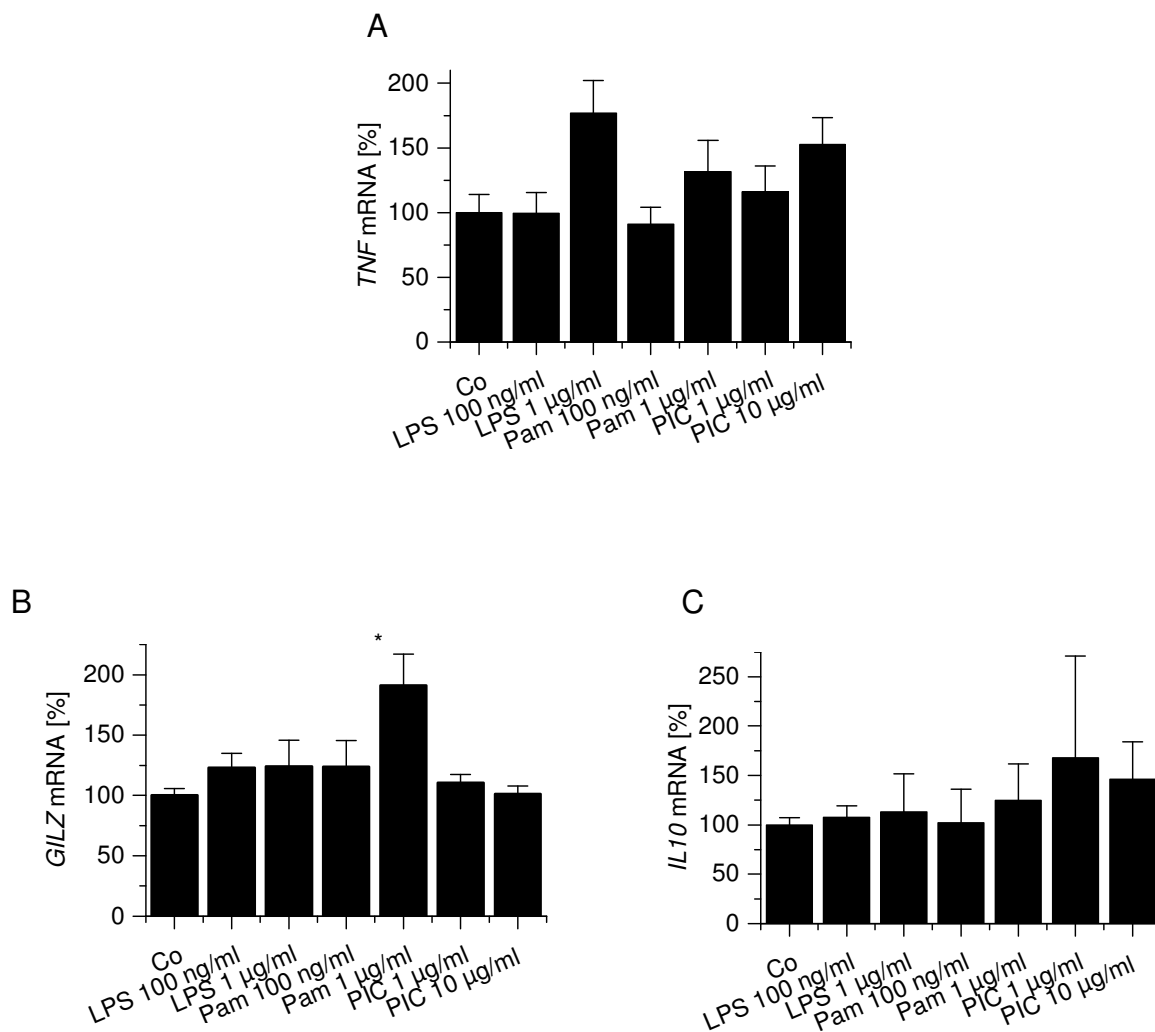 A
TNF mRNA [%]
200
150
100
50
0
Co
LPS 100 ng/ml
LPS 1 µg/ml
Pam 100 ng/ml
Pam 1 µg/ml
PIC 1 µg/ml
PIC 10 µg/ml
B
GILZ mRNA [%]
200
150
100
50
0
*
Co
LPS 100 ng/ml
LPS 1 µg/ml
Pam 100 ng/ml
Pam 1 µg/ml
PIC 1 µg/ml
PIC 10 µg/ml
C
IL10 mRNA [%]
250
200
150
100
50
0
Co
LPS 100 ng/ml
LPS 1 µg/ml
Pam 100 ng/ml
Pam 1 µg/ml
PIC 1 µg/ml
PIC 10 µg/ml